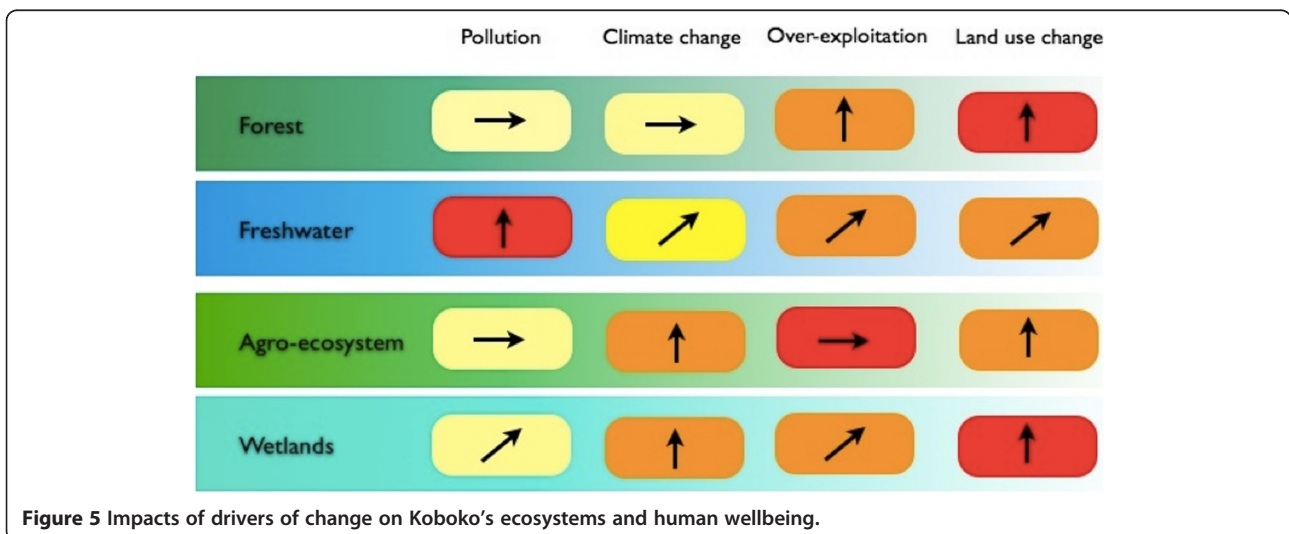 Pollution Climate change Over-exploitation Land use change
Forest
Freshwater
Agro-ecosystem
Wetlands
Figure 5 Impacts of drivers of change on Koboko's ecosystems and human wellbeing.